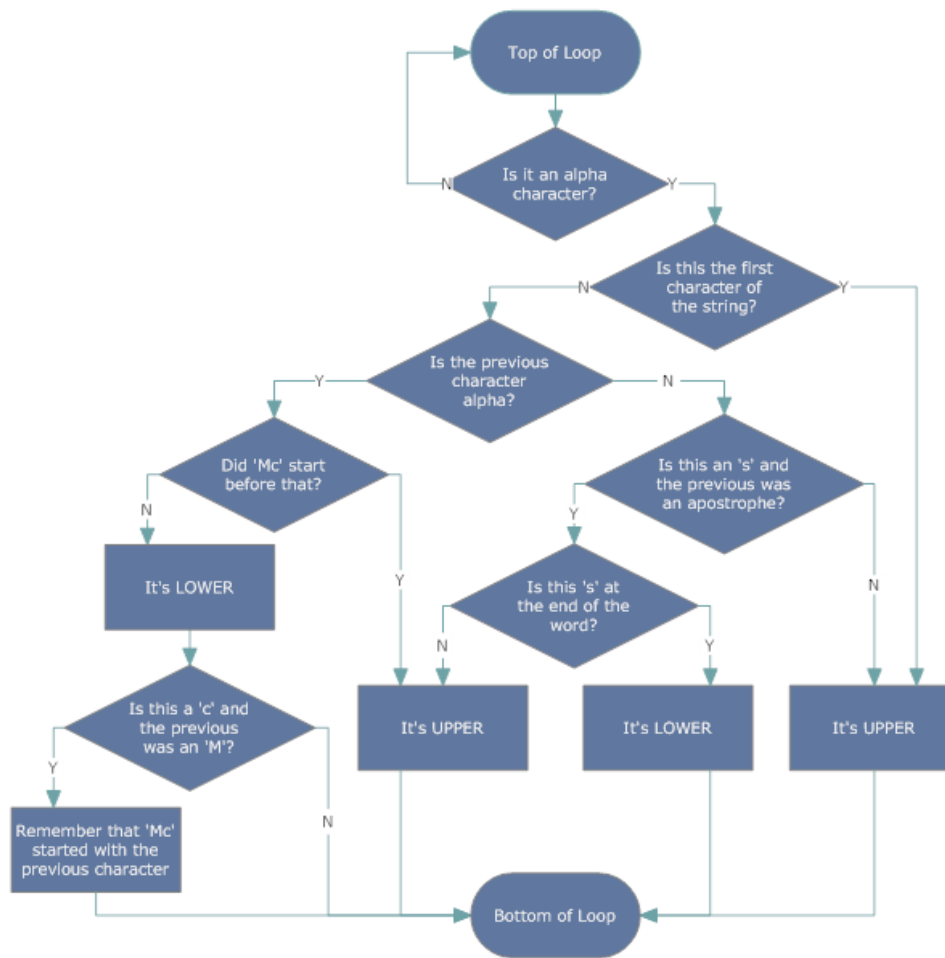 Top of Loop
Is it an alpha
character?
N
Y
Is this the first
character of
the string?
N
Y
Is the previous
character
alpha?
Y
N
Did 'Mc' start
before that?
Is this an 's' and
the previous was
an apostrophe?
N
Y
Y
N
It's LOWER
Is this 's' at
the end of the
word?
N
Y
Is this a 'c' and
the previous
was an 'M'?
It's UPPER
It's LOWER
It's UPPER
Y
N
Remember that 'Mc'
started with the
previous character
Bottom of Loop